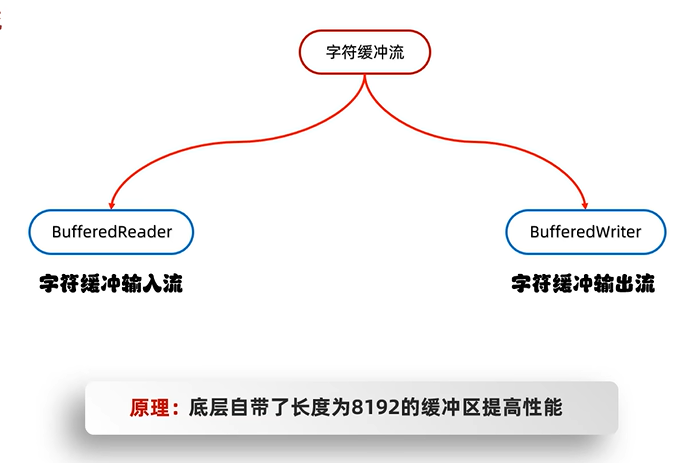 字符缓冲流
BufferedReader
BufferedWriter
字符缓冲输入流
字符缓冲输出流
原理：底层自带了长度为8192的缓冲区提高性能